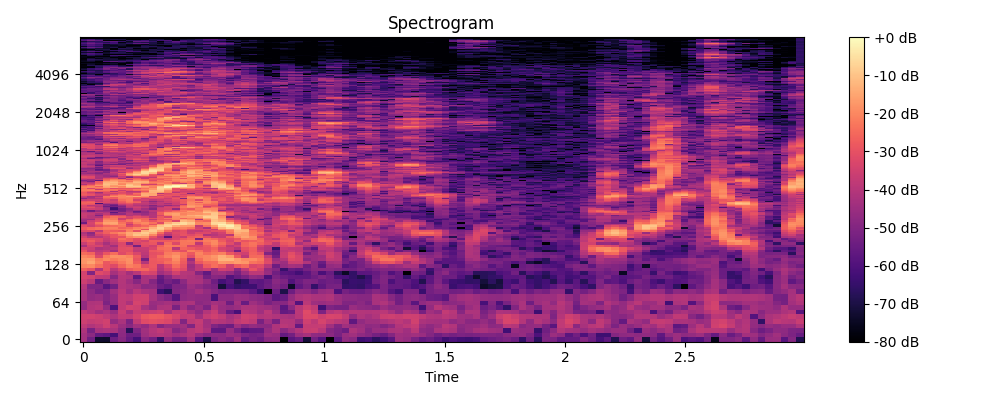 Spectrogram
Hz
4096
2048
1024
512
256
128
64
0
0
0.5
1
1.5
2
2.5
Time
+0 dB
-10 dB
-20 dB
-30 dB
-40 dB
-50 dB
-60 dB
-70 dB
-80 dB